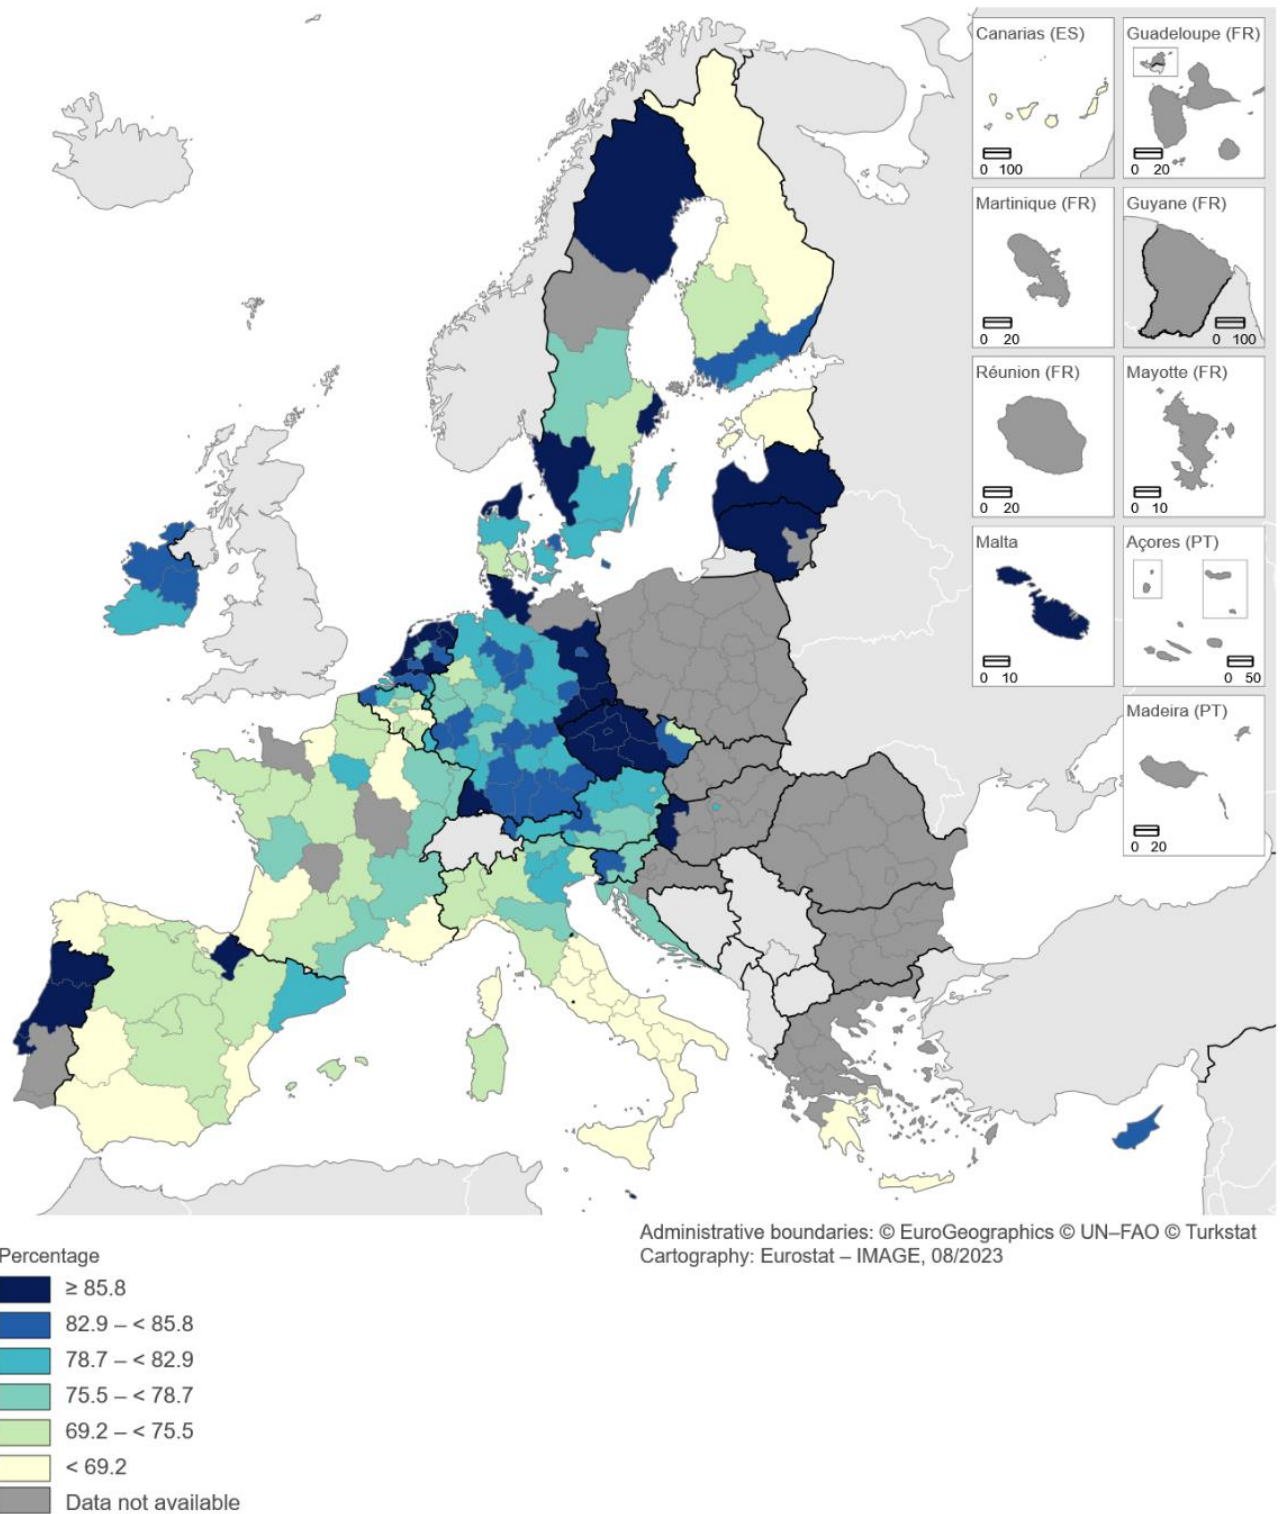 Canarias (ES)
0 100
Guadeloupe (FR)
0 20
Martinique (FR)
0 20
Guyane (FR)
0 100
Réunion (FR)
0 20
Mayotte (FR)
0 10
Malta
0 10
Açores (PT)
0 50
Madeira (PT)
0 20
Administrative boundaries: © EuroGeographics © UN–FAO © Turkstat
Cartography: Eurostat – IMAGE, 08/2023
Percentage
≥ 85.8
82.9 – < 85.8
78.7 – < 82.9
75.5 – < 78.7
69.2 – < 75.5
< 69.2
Data not available